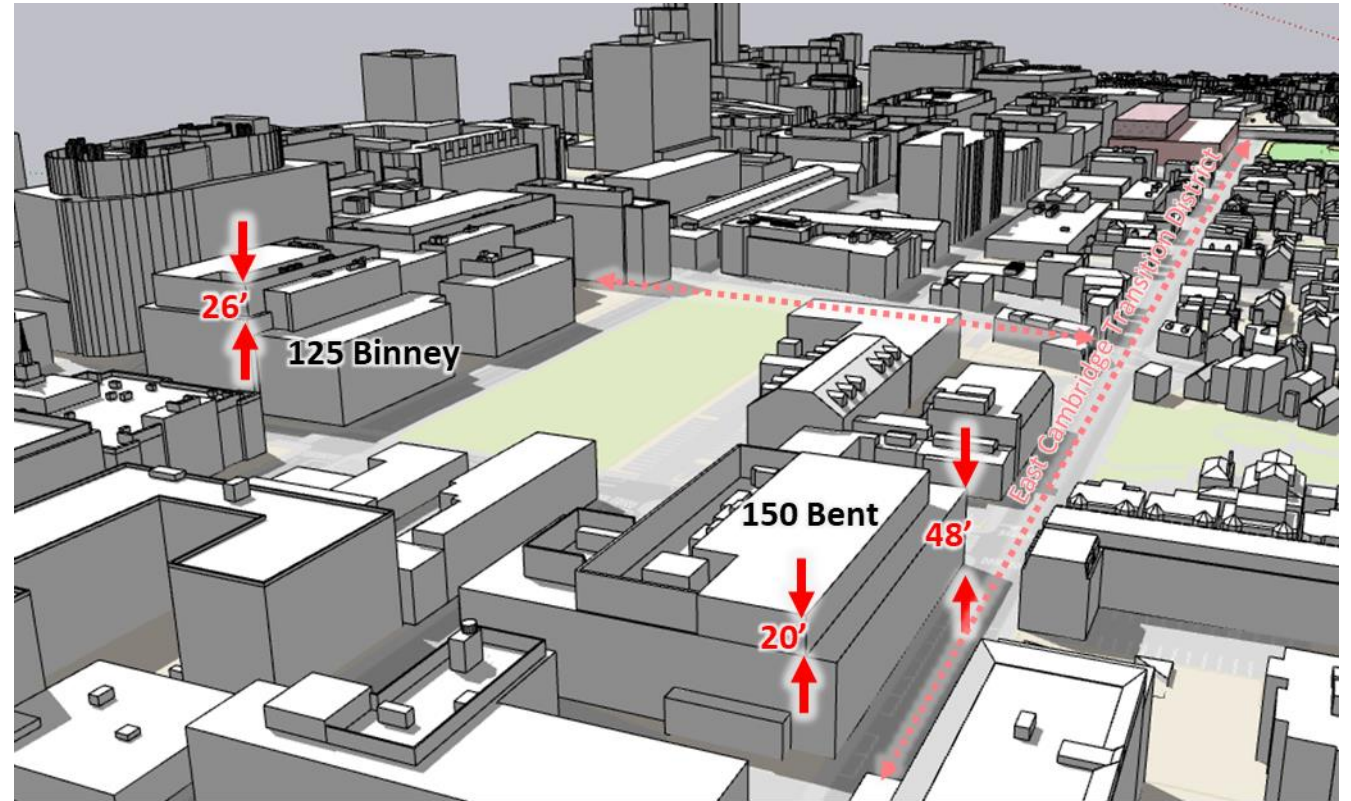 26’
125 Binney
East Cambridge Transition District
150 Bent
48’
20’